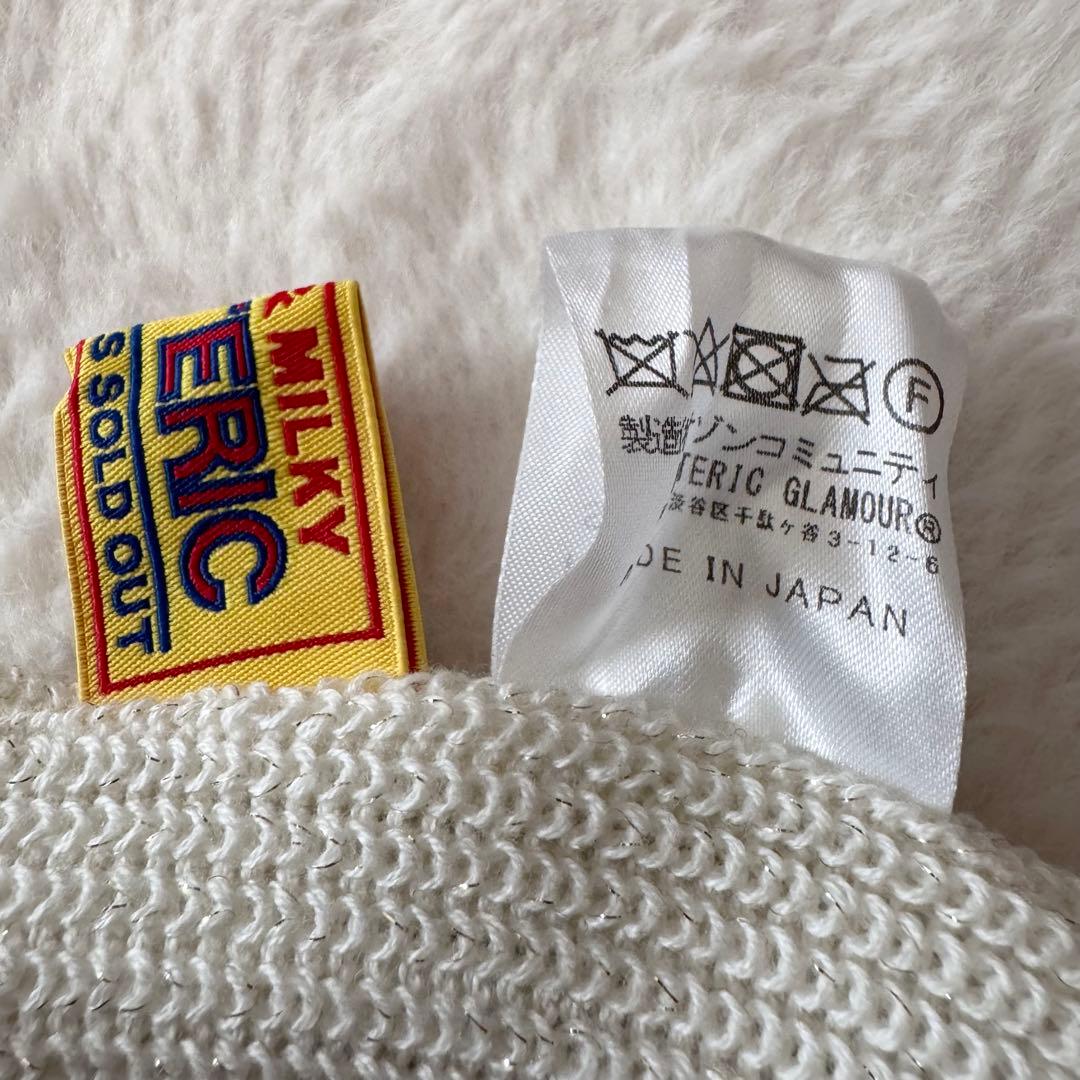 MILKY
ERIC
S SOLD OUT
F
製造 ゾンコミュニティ
TERIC GLAMOUR®
渋谷区千駄ヶ谷3-12-6
DE IN JAPAN